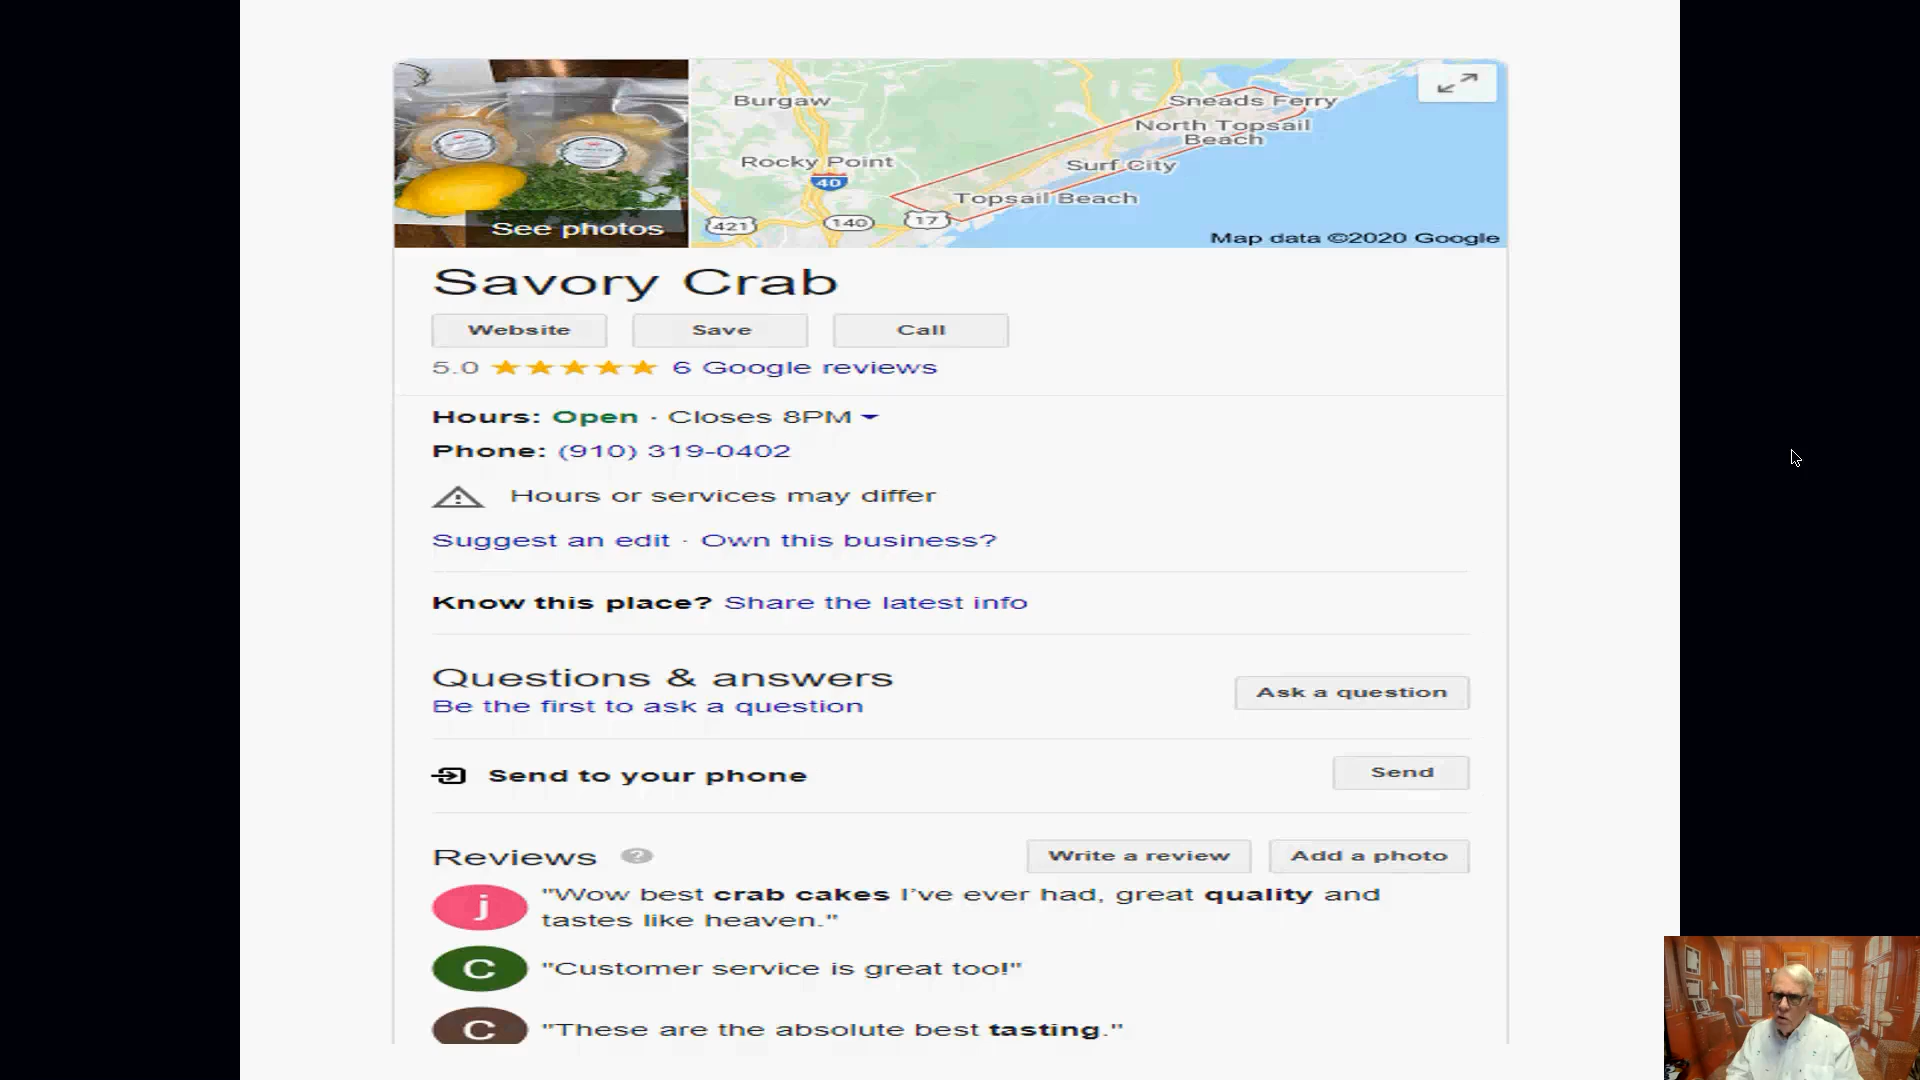 Burgaw
Sneads Ferry
North Topsail
Beach
Rocky Point
Surf City
40
Topsail Beach
421
140
17
See photos
Map data ©2020 Google
Savory Crab
Website
Save
Call
5.0
6 Google reviews
Hours: Open · Closes 8PM
Phone: (910) 319-0402
Hours or services may differ
Suggest an edit · Own this business?
Know this place? Share the latest info
Questions & answers
Be the first to ask a question
Ask a question
Send to your phone
Send
Reviews ?
Write a review
Add a photo
j
"Wow best crab cakes I've ever had, great quality and
tastes like heaven."
C
"Customer service is great too!"
C
"These are the absolute best tasting."